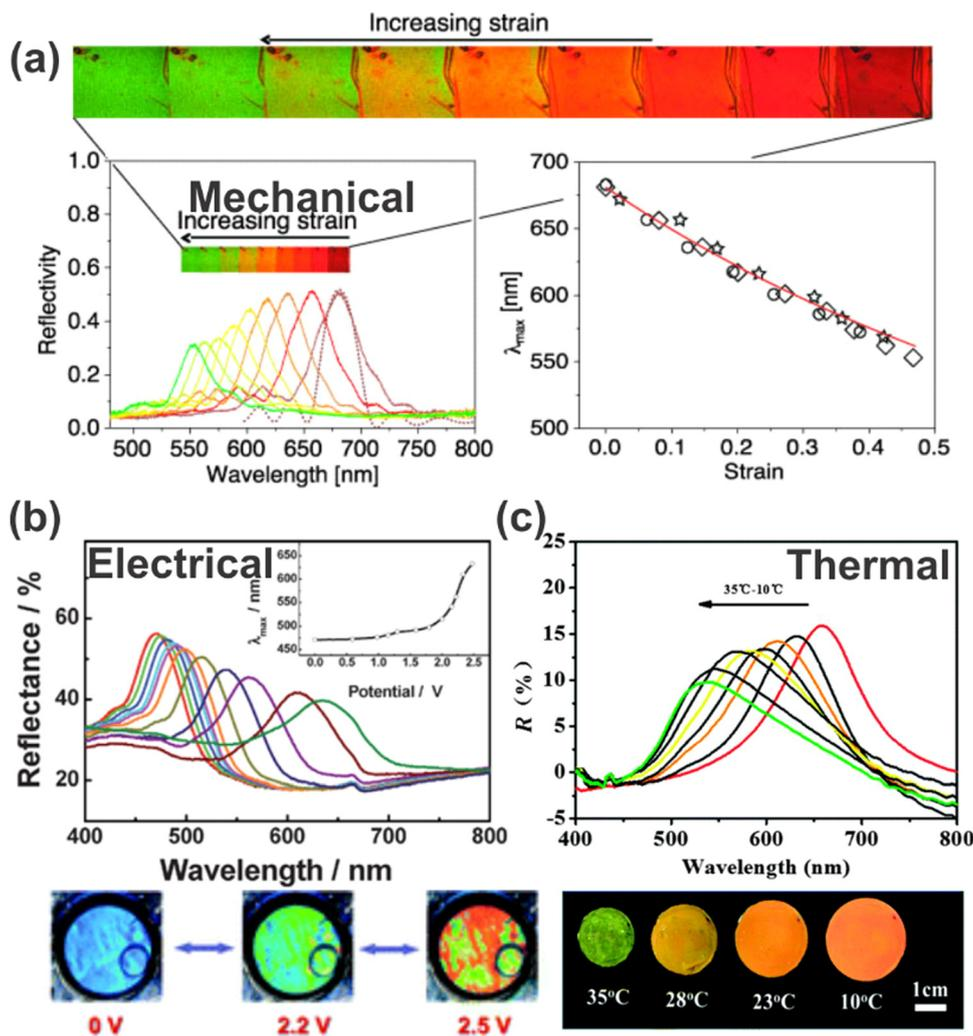 (a)
Increasing strain
1.0
0.8
0.6
0.4
0.2
0.0
Reflectivity
Mechanical
Increasing strain
500 550 600 650 700 750 800
Wavelength [nm]
700
650
600
550
500
λmax [nm]
0.0 0.1 0.2 0.3 0.4 0.5
Strain
(b)
Electrical
60
40
20
Reflectance / %
400 500 600 700 800
Wavelength / nm
650
600
550
500
450
λmax / nm
0.0 0.5 1.0 1.5 2.0 2.5
Potential / V
0 V
2.2 V
2.5 V
(c)
Thermal
35℃-10℃
25
20
15
10
5
0
-5
R (%)
400 500 600 700 800
Wavelength (nm)
35°C
28°C
23°C
10°C
1cm